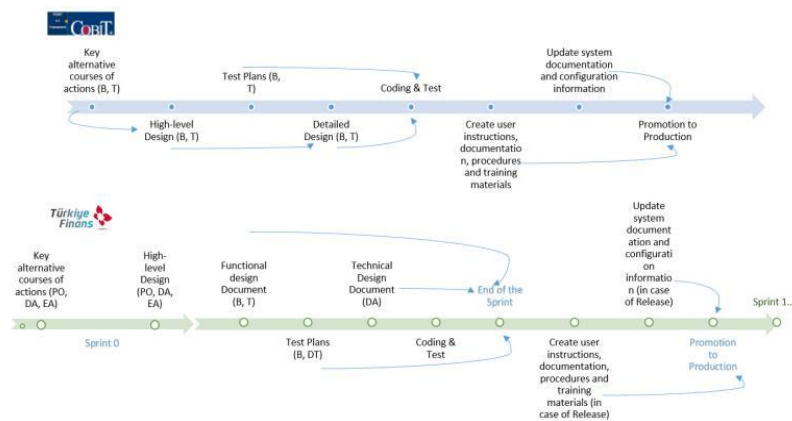 COBIT
Key
alternative
courses of
actions (B, T)
Test Plans (B,
T)
Coding & Test
Update system
documentation
and configuration
information
High-level
Design (B, T)
Detailed
Design (B, T)
Create user
instructions,
documentatio
n, procedures
and training
materials
Promotion to
Production
Türkiye
Finans
Key
alternative
courses of
actions (PO,
DA, EA)
High-
level
Design
(PO, DA,
EA)
Functional
design
Document
(B, T)
Technical
Design
Document
(DA)
End of the
Sprint
Update
system
document
ation and
configurati
on
informatio
n (in case
of Release)
Sprint 1..
Sprint 0
Test Plans
(B, DT)
Coding &
Test
Create user
instructions,
documentation,
procedures and
training
materials (in
case of Release)
Promotion
to
Production